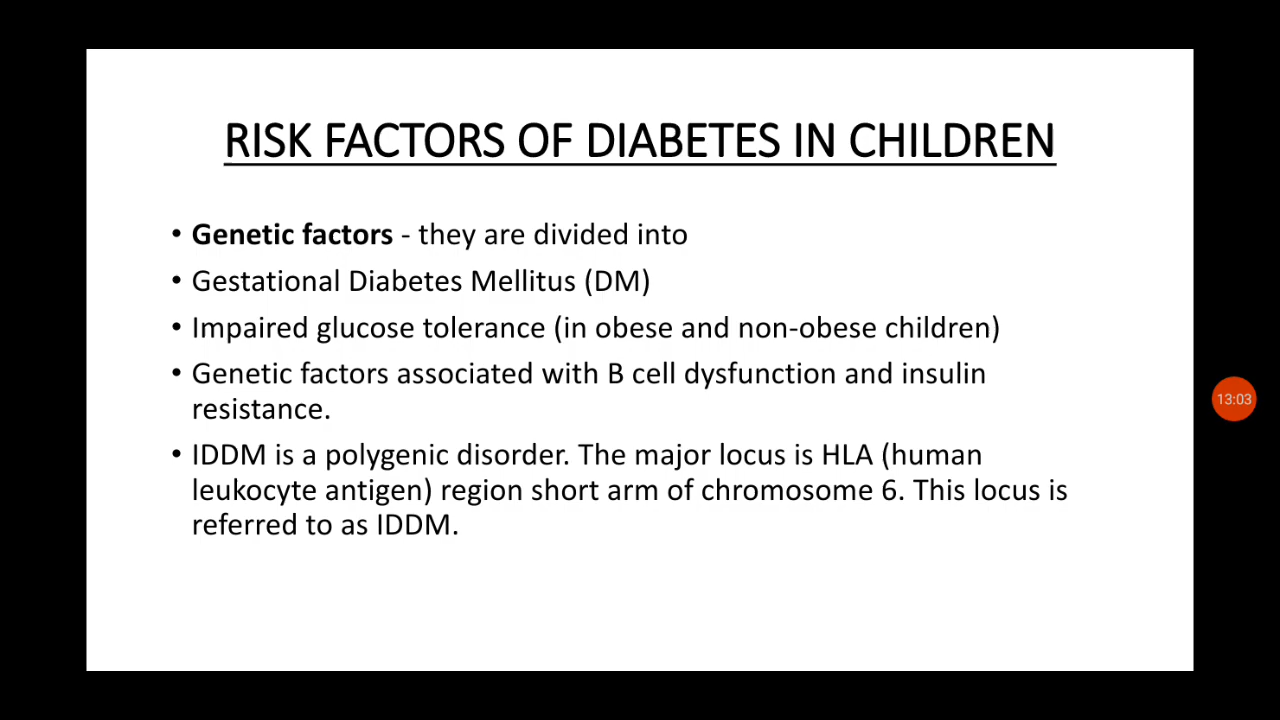 RISK FACTORS OF DIABETES IN CHILDREN
• Genetic factors - they are divided into
• Gestational Diabetes Mellitus (DM)
• Impaired glucose tolerance (in obese and non-obese children)
• Genetic factors associated with B cell dysfunction and insulin
resistance.
• IDDM is a polygenic disorder. The major locus is HLA (human
leukocyte antigen) region short arm of chromosome 6. This locus is
referred to as IDDM.
13:03